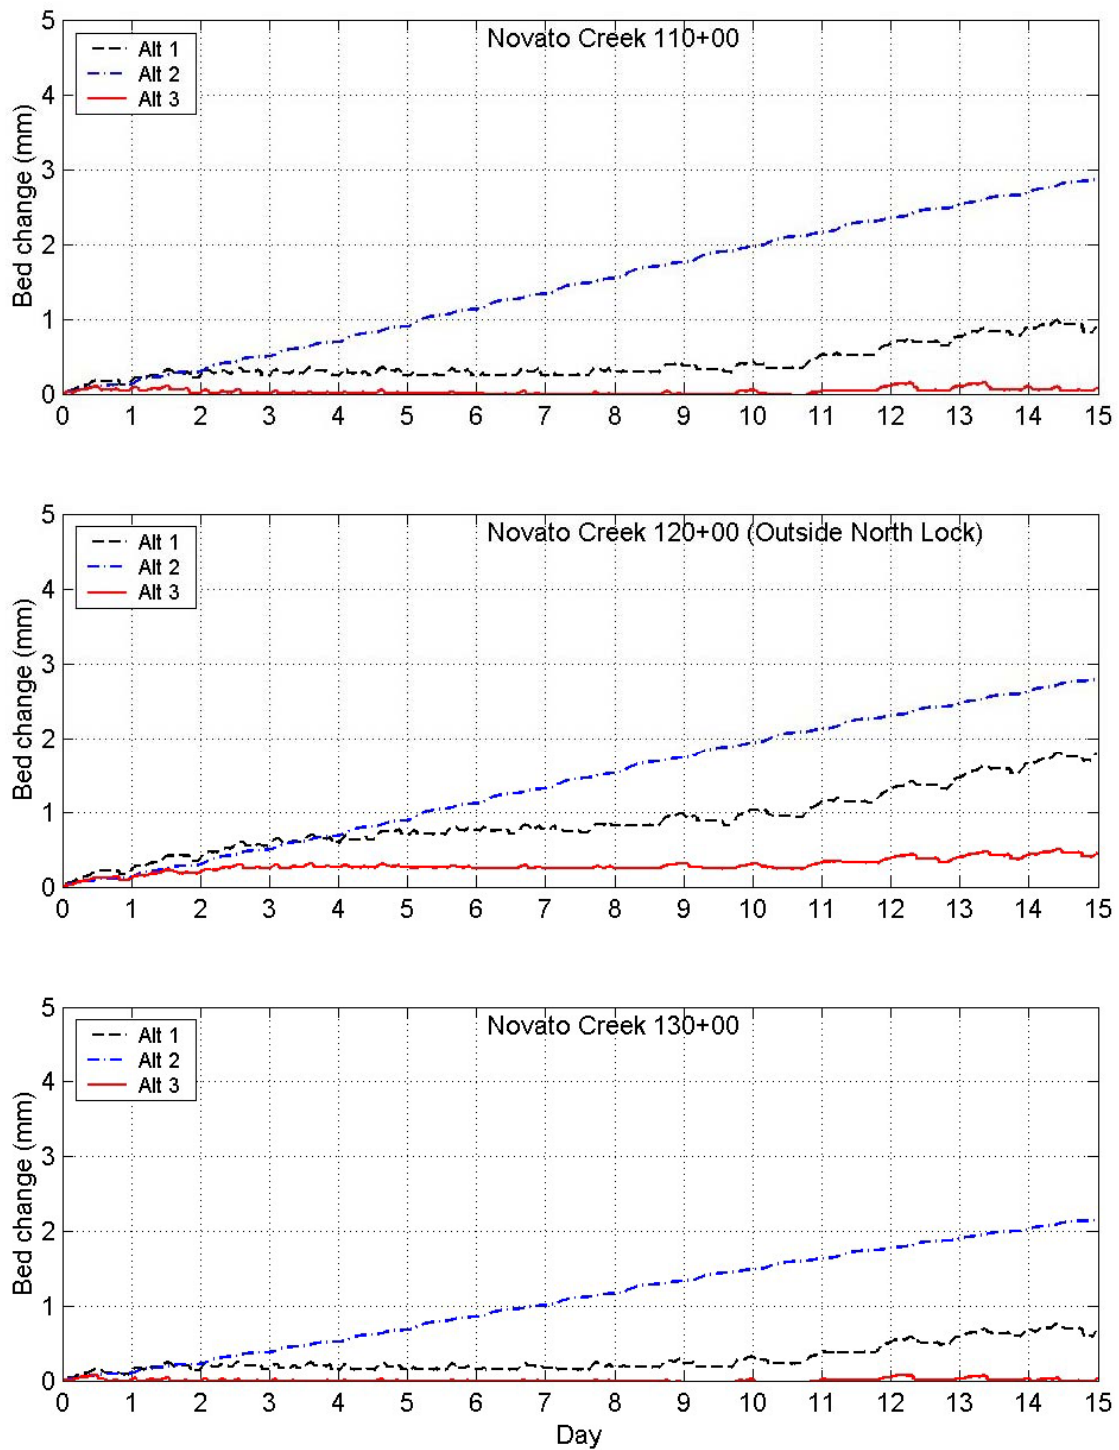 Novato Creek 110+00
Alt 1
Alt 2
Alt 3
Bed change (mm)
5
4
3
2
1
0
0 1 2 3 4 5 6 7 8 9 10 11 12 13 14 15
Novato Creek 120+00 (Outside North Lock)
Alt 1
Alt 2
Alt 3
Bed change (mm)
5
4
3
2
1
0
0 1 2 3 4 5 6 7 8 9 10 11 12 13 14 15
Novato Creek 130+00
Alt 1
Alt 2
Alt 3
Bed change (mm)
5
4
3
2
1
0
0 1 2 3 4 5 6 7 8 9 10 11 12 13 14 15
Day